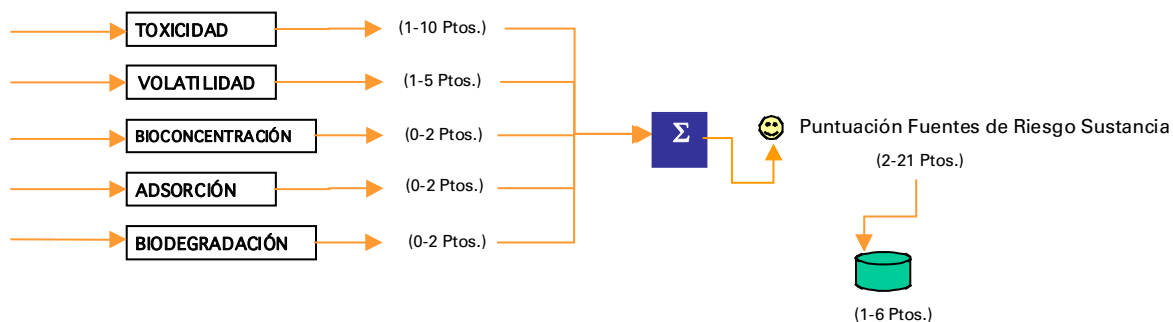 TOXICIDAD (1-10 Ptos.)
VOLATILIDAD (1-5 Ptos.)
BIOCONCENTRACIÓN (0-2 Ptos.)
ADSORCIÓN (0-2 Ptos.)
BIODEGRADACIÓN (0-2 Ptos.)
Σ
Puntuación Fuentes de Riesgo Sustancia
(2-21 Ptos.)
(1-6 Ptos.)